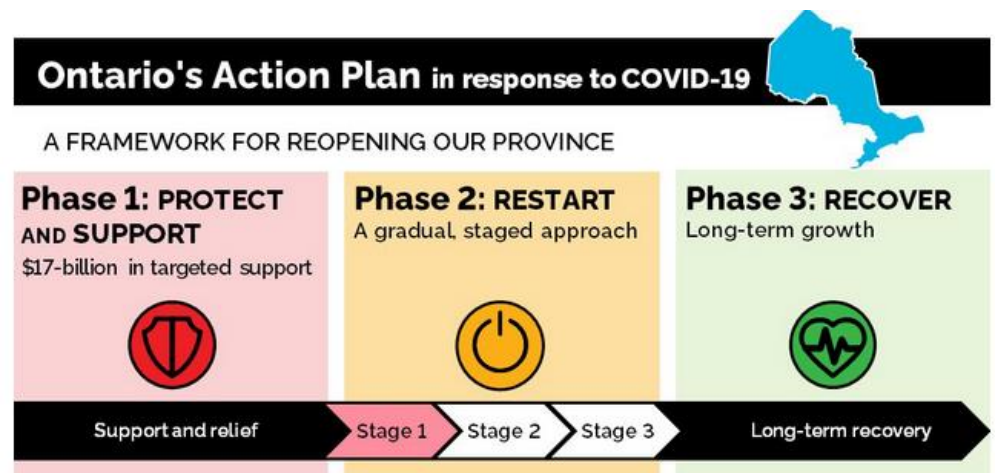 Ontario's Action Plan in response to COVID-19
A FRAMEWORK FOR REOPENING OUR PROVINCE
Phase 1: PROTECT
AND SUPPORT
$17-billion in targeted support
Phase 2: RESTART
A gradual, staged approach
Phase 3: RECOVER
Long-term growth
Support and relief
Stage 1
Stage 2
Stage 3
Long-term recovery